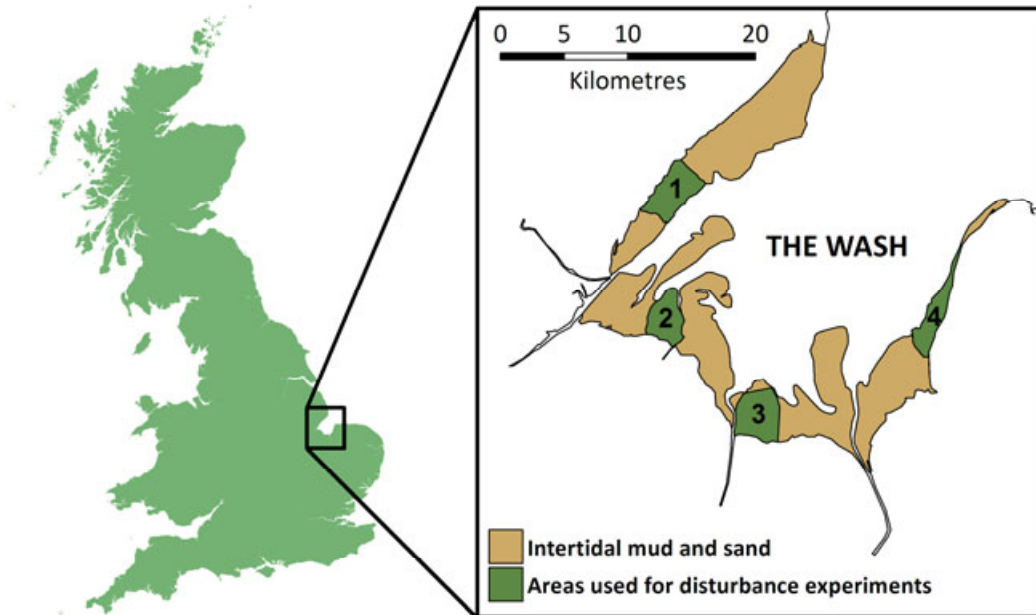 0 5 10 20
Kilometres
1
THE WASH
2
4
3
Intertidal mud and sand
Areas used for disturbance experiments